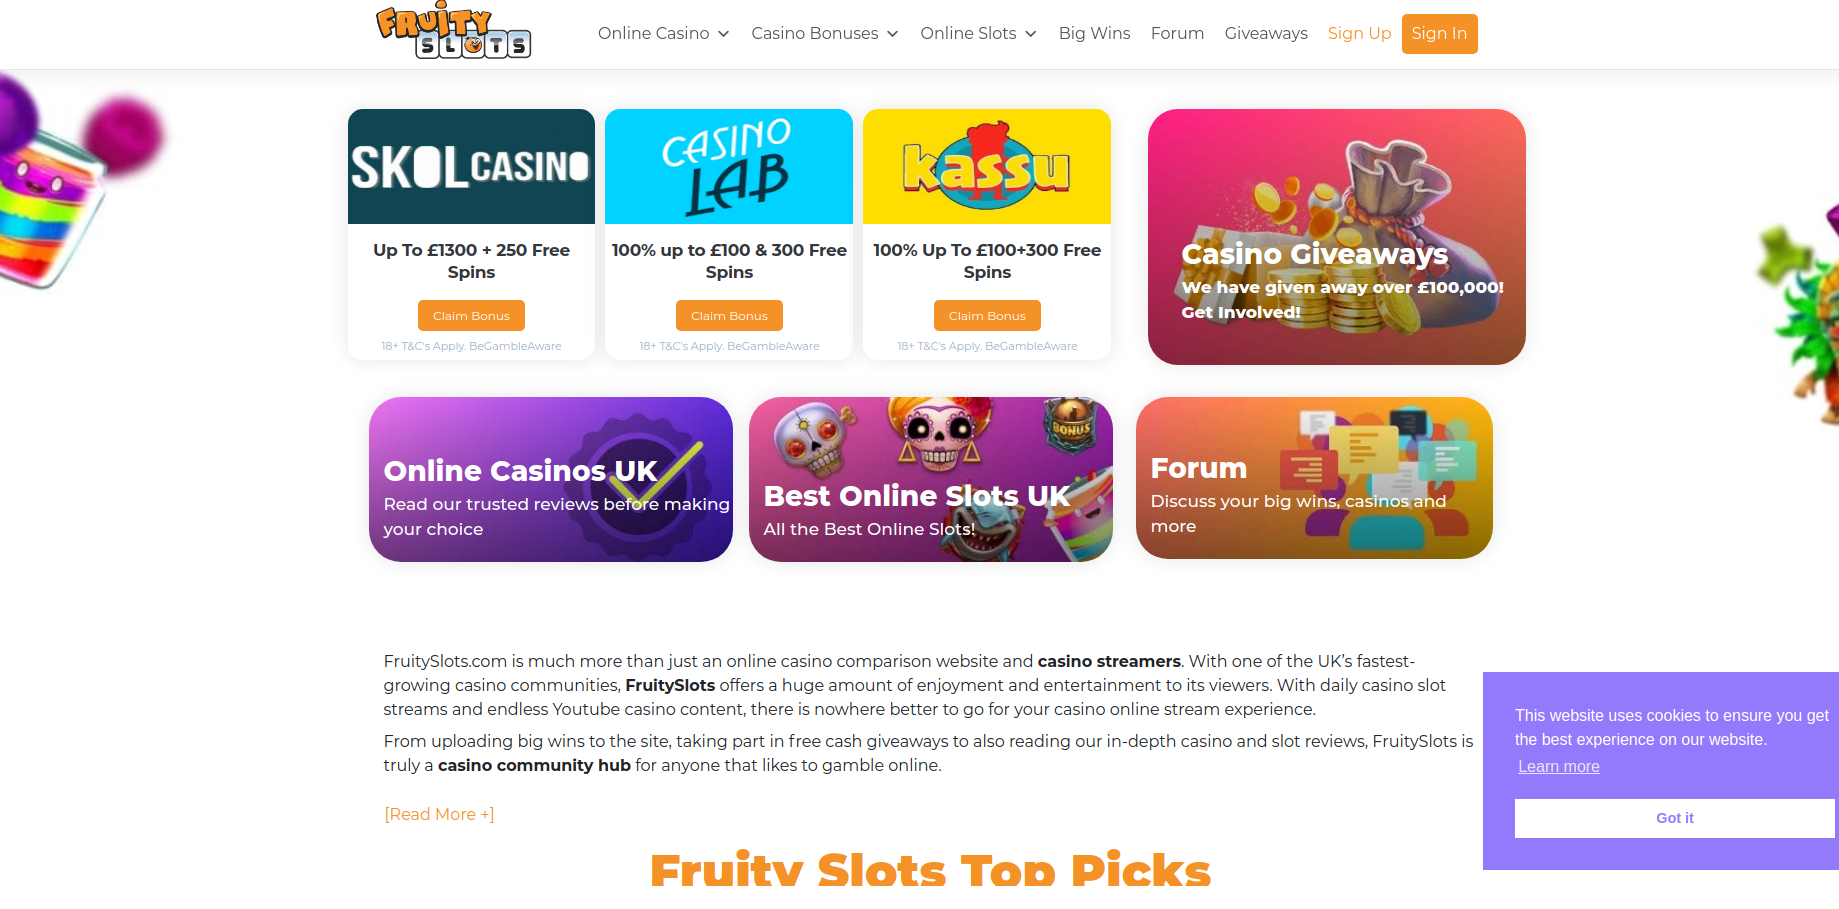 FRUITY
SLOTS
Online Casino Casino Bonuses Online Slots Big Wins Forum Giveaways Sign Up Sign In
SKOL CASINO
Up To £1300 + 250 Free
Spins
Claim Bonus
18+ T&C's Apply. BeGambleAware
CASINO
LAB
100% up to £100 & 300 Free
Spins
Claim Bonus
18+ T&C's Apply. BeGambleAware
kassu
100% Up To £100+300 Free
Spins
Claim Bonus
18+ T&C's Apply. BeGambleAware
Casino Giveaways
We have given away over £100,000!
Get Involved!
Online Casinos UK
Read our trusted reviews before making
your choice
BONUS
Best Online Slots UK
All the Best Online Slots!
Forum
Discuss your big wins, casinos and
more
FruitySlots.com is much more than just an online casino comparison website and casino streamers. With one of the UK’s fastest-
growing casino communities, FruitySlots offers a huge amount of enjoyment and entertainment to its viewers. With daily casino slot
streams and endless Youtube casino content, there is nowhere better to go for your casino online stream experience.
From uploading big wins to the site, taking part in free cash giveaways to also reading our in-depth casino and slot reviews, FruitySlots is
truly a casino community hub for anyone that likes to gamble online.
[Read More +]
Fruity Slots Top Picks
This website uses cookies to ensure you get
the best experience on our website.
Learn more
Got it